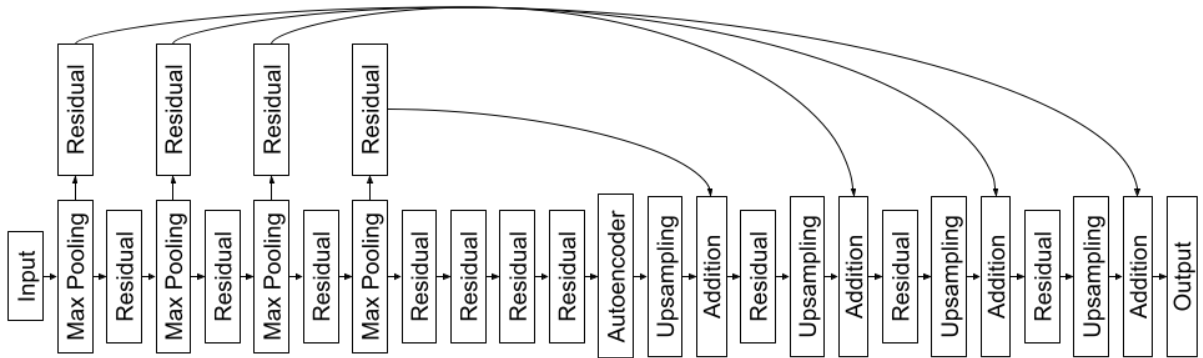 Residual
Residual
Residual
Residual
Input
Max Pooling
Residual
Max Pooling
Residual
Max Pooling
Residual
Max Pooling
Residual
Residual
Residual
Residual
Autoencoder
Upsampling
Addition
Residual
Upsampling
Addition
Residual
Upsampling
Addition
Residual
Upsampling
Addition
Output